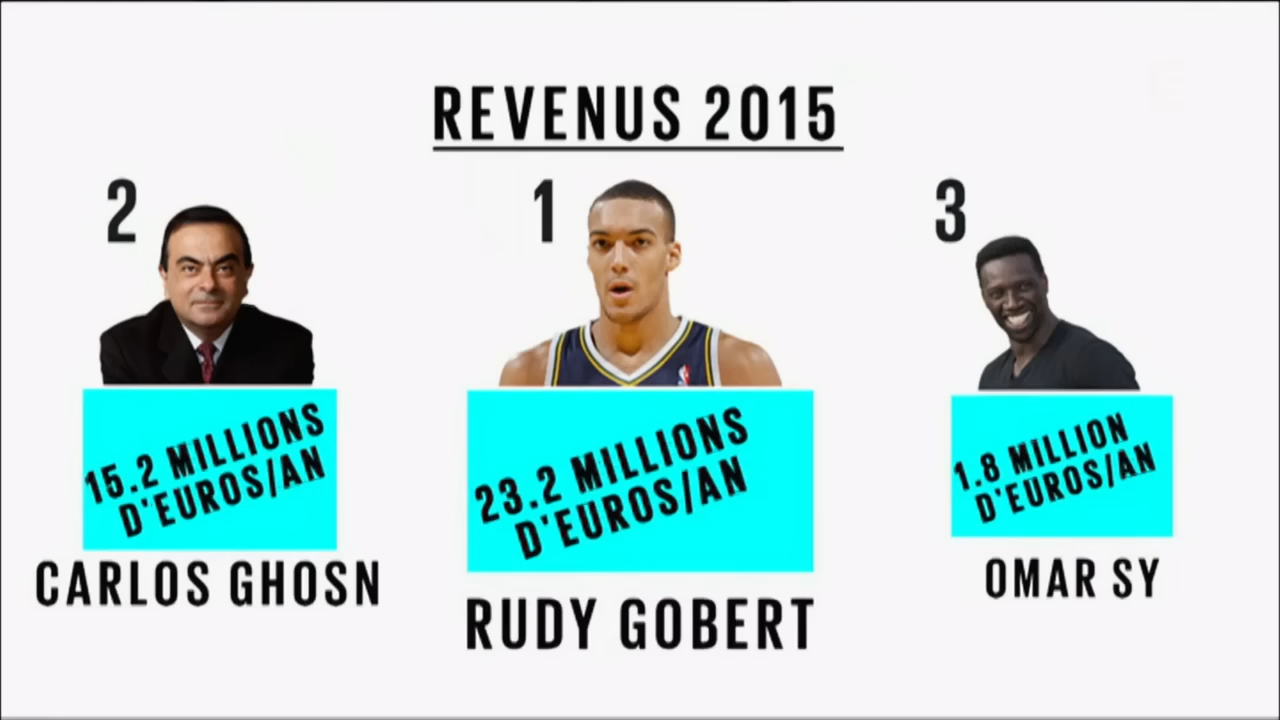 REVENUS 2015
2
15.2 MILLIONS
D'EUROS/AN
CARLOS GHOSN
1
23.2 MILLIONS
D'EUROS/AN
RUDY GOBERT
3
1.8 MILLION
D'EUROS/AN
OMAR SY